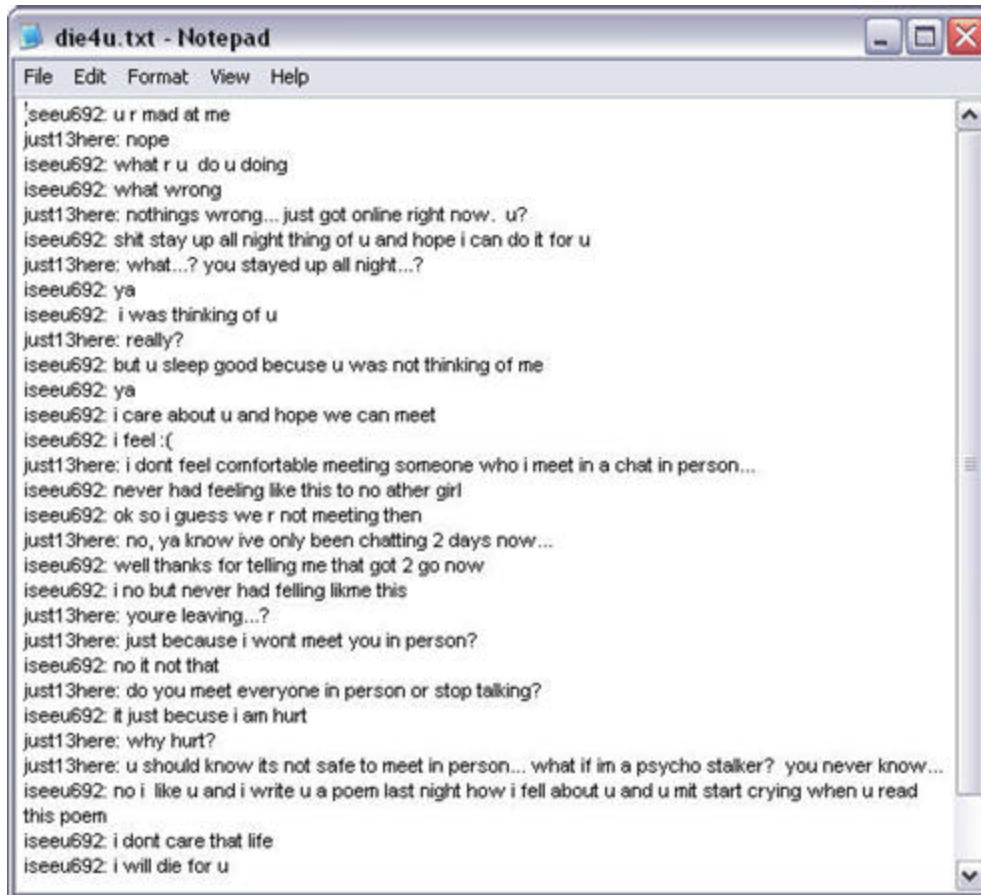 die4u.txt - Notepad
File Edit Format View Help
seeu692: u r mad at me
just13here: nope
iseeu692: what r u do u doing
iseeu692: what wrong
just13here: nothings wrong... just got online right now. u?
iseeu692: shit stay up all night thing of u and hope i can do it for u
just13here: what...? you stayed up all night...?
iseeu692: ya
iseeu692: i was thinking of u
just13here: really?
iseeu692: but u sleep good becuse u was not thinking of me
iseeu692: ya
iseeu692: i care about u and hope we can meet
iseeu692: i feel :(
just13here: i dont feel comfortable meeting someone who i meet in a chat in person...
iseeu692: never had feeling like this to no ather girl
iseeu692: ok so i guess we r not meeting then
just13here: no, ya know ive only been chatting 2 days now...
iseeu692: well thanks for telling me that got 2 go now
iseeu692: i no but never had felling likme this
just13here: youre leaving...?
just13here: just because i wont meet you in person?
iseeu692: no it not that
just13here: do you meet everyone in person or stop talking?
iseeu692: it just becuse i am hurt
just13here: why hurt?
just13here: u should know its not safe to meet in person... what if im a psycho stalker? you never know...
iseeu692: no i like u and i write u a poem last night how i fell about u and u mit start crying when u read
this poem
iseeu692: i dont care that life
iseeu692: i will die for u